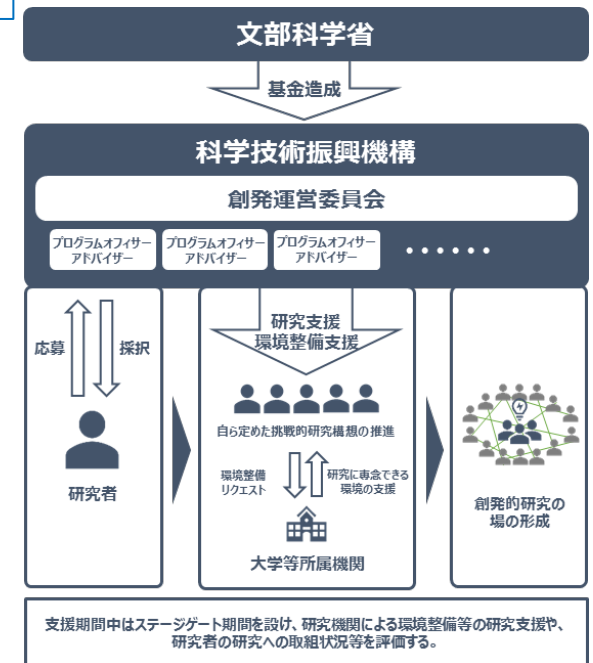 文部科学省
基金造成
科学技術振興機構
創発運営委員会
プログラムオフィサー
アドバイザー
プログラムオフィサー
アドバイザー
プログラムオフィサー
アドバイザー
・・・・・・
応募
採択
研究者
研究支援
環境整備支援
自ら定めた挑戦的研究構想の推進
環境整備
リクエスト
研究に専念できる
環境の支援
大学等所属機関
創発的研究の
場の形成
支援期間中はステージゲート期間を設け、研究機関による環境整備等の研究支援や、
研究者の研究への取組状況等を評価する。